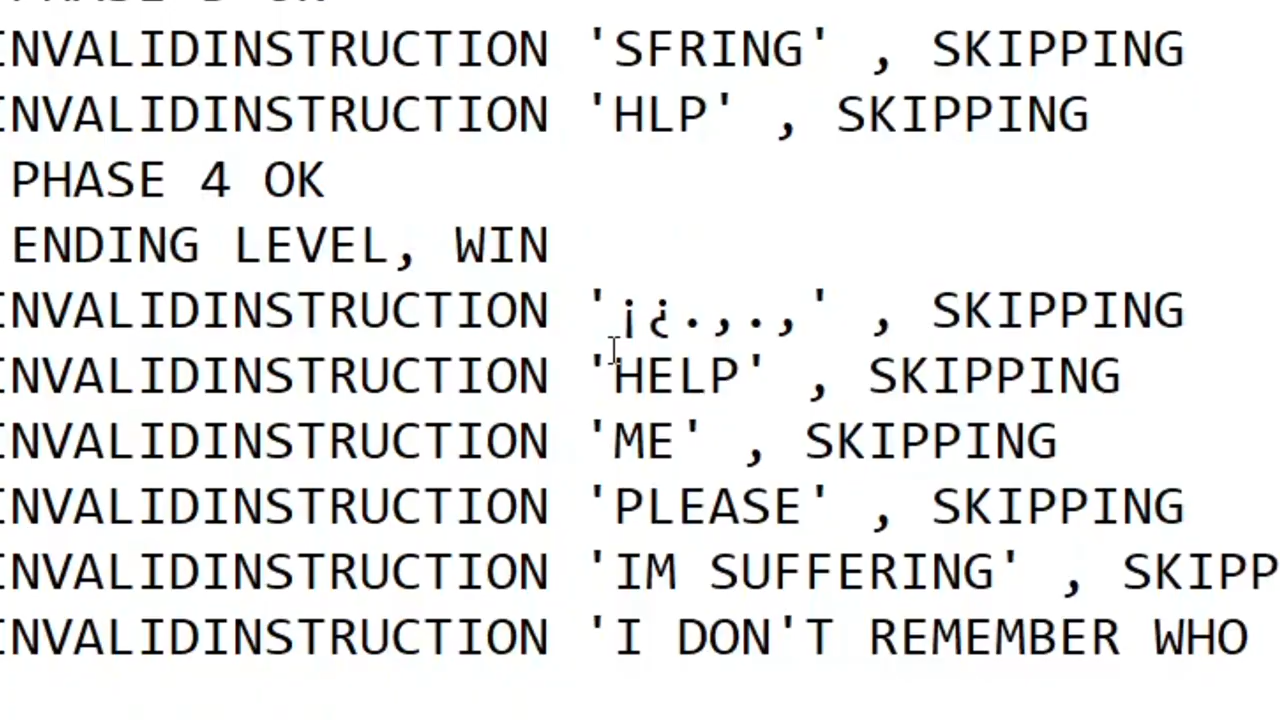 INVALIDINSTRUCTION 'SFRING' , SKIPPING
INVALIDINSTRUCTION 'HLP' , SKIPPING
PHASE 4 OK
ENDING LEVEL, WIN
INVALIDINSTRUCTION '¡¿.,.,' , SKIPPING
INVALIDINSTRUCTION 'HELP' , SKIPPING
INVALIDINSTRUCTION 'ME' , SKIPPING
INVALIDINSTRUCTION 'PLEASE' , SKIPPING
INVALIDINSTRUCTION 'IM SUFFERING' , SKIPP
INVALIDINSTRUCTION 'I DON'T REMEMBER WHO